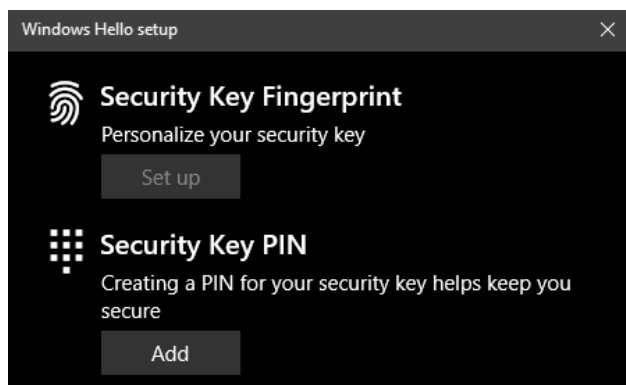 Windows Hello setup
Security Key Fingerprint
Personalize your security key
Set up
Security Key PIN
Creating a PIN for your security key helps keep you
secure
Add